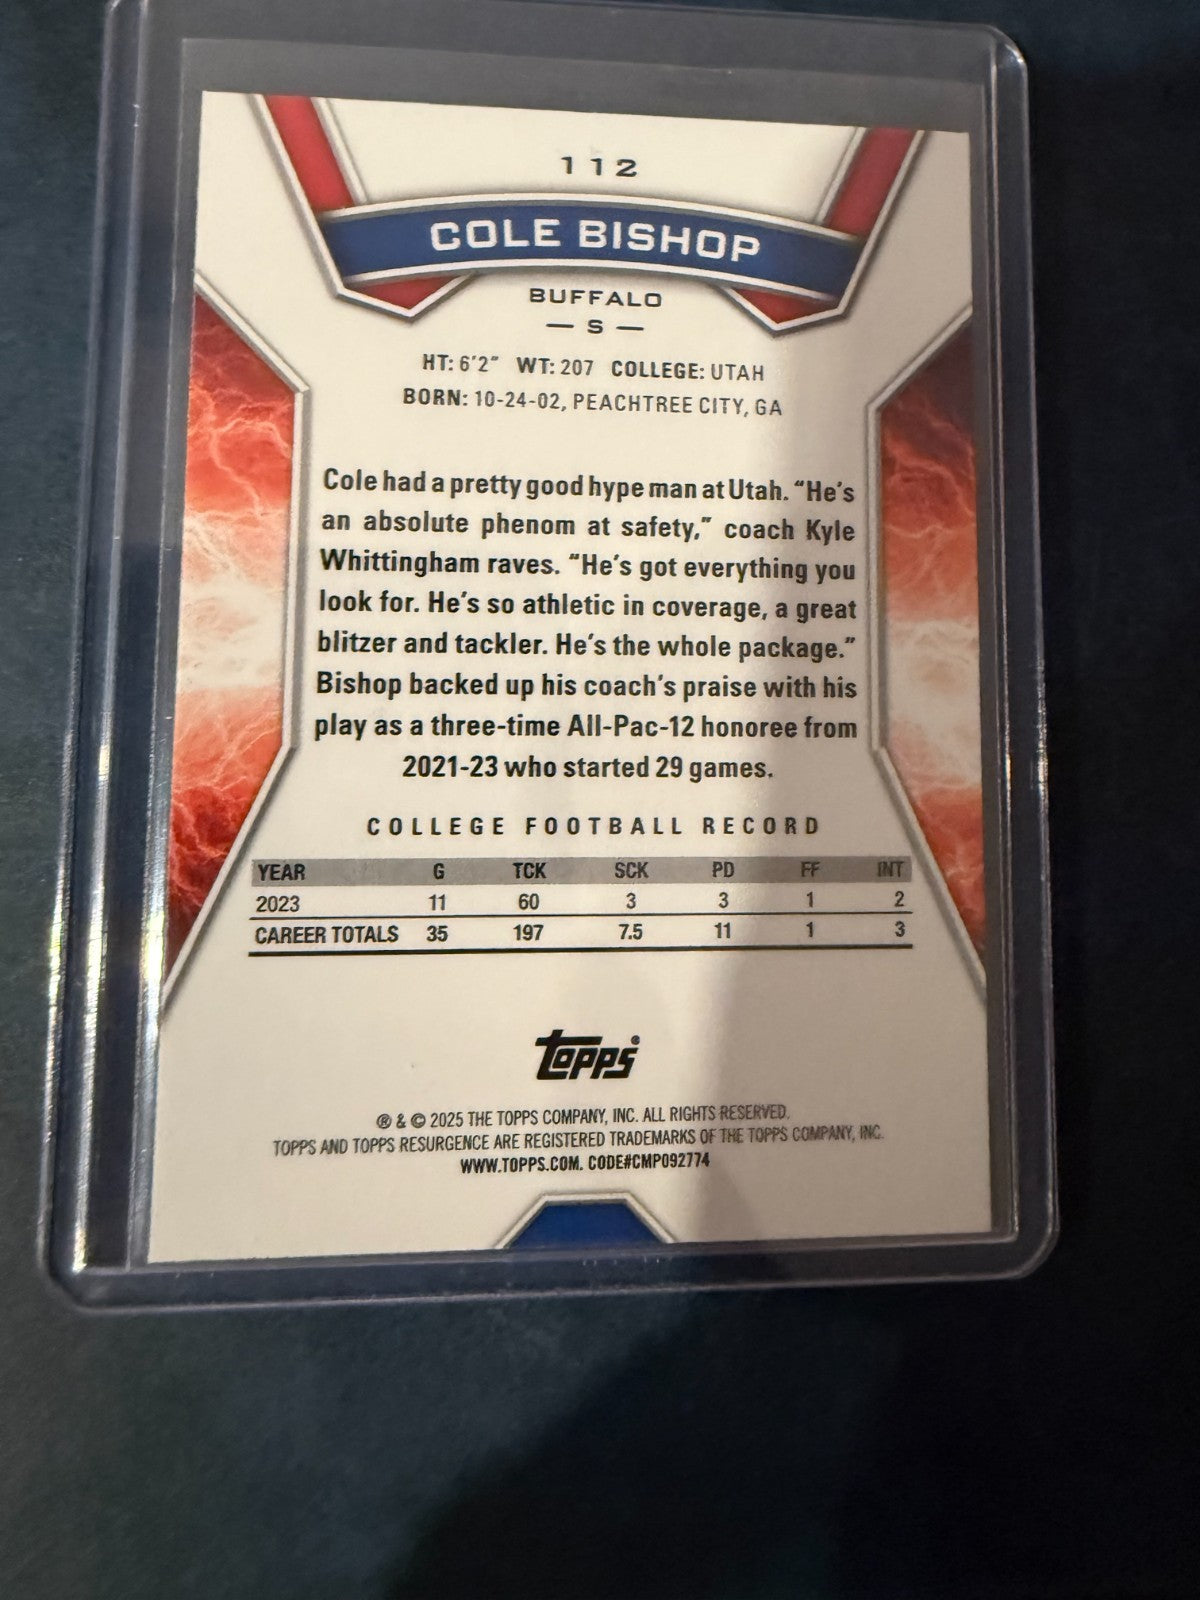 112
COLE BISHOP
BUFFALO
— S —
HT: 6'2" WT: 207 COLLEGE: UTAH
BORN: 10-24-02, PEACHTREE CITY, GA
Cole had a pretty good hype man at Utah. "He's
an absolute phenom at safety," coach Kyle
Whittingham raves. "He's got everything you
look for. He's so athletic in coverage, a great
blitzer and tackler. He's the whole package."
Bishop backed up his coach's praise with his
play as a three-time All-Pac-12 honoree from
2021-23 who started 29 games.
COLLEGE FOOTBALL RECORD
YEAR G TCK SCK PD FF INT
2023 11 60 3 3 1 2
CAREER TOTALS 35 197 7.5 11 1 3
topps®
® & © 2025 THE TOPPS COMPANY, INC. ALL RIGHTS RESERVED.
TOPPS AND TOPPS RESURGENCE ARE REGISTERED TRADEMARKS OF THE TOPPS COMPANY, INC.
WWW.TOPPS.COM. CODE#CMP092774